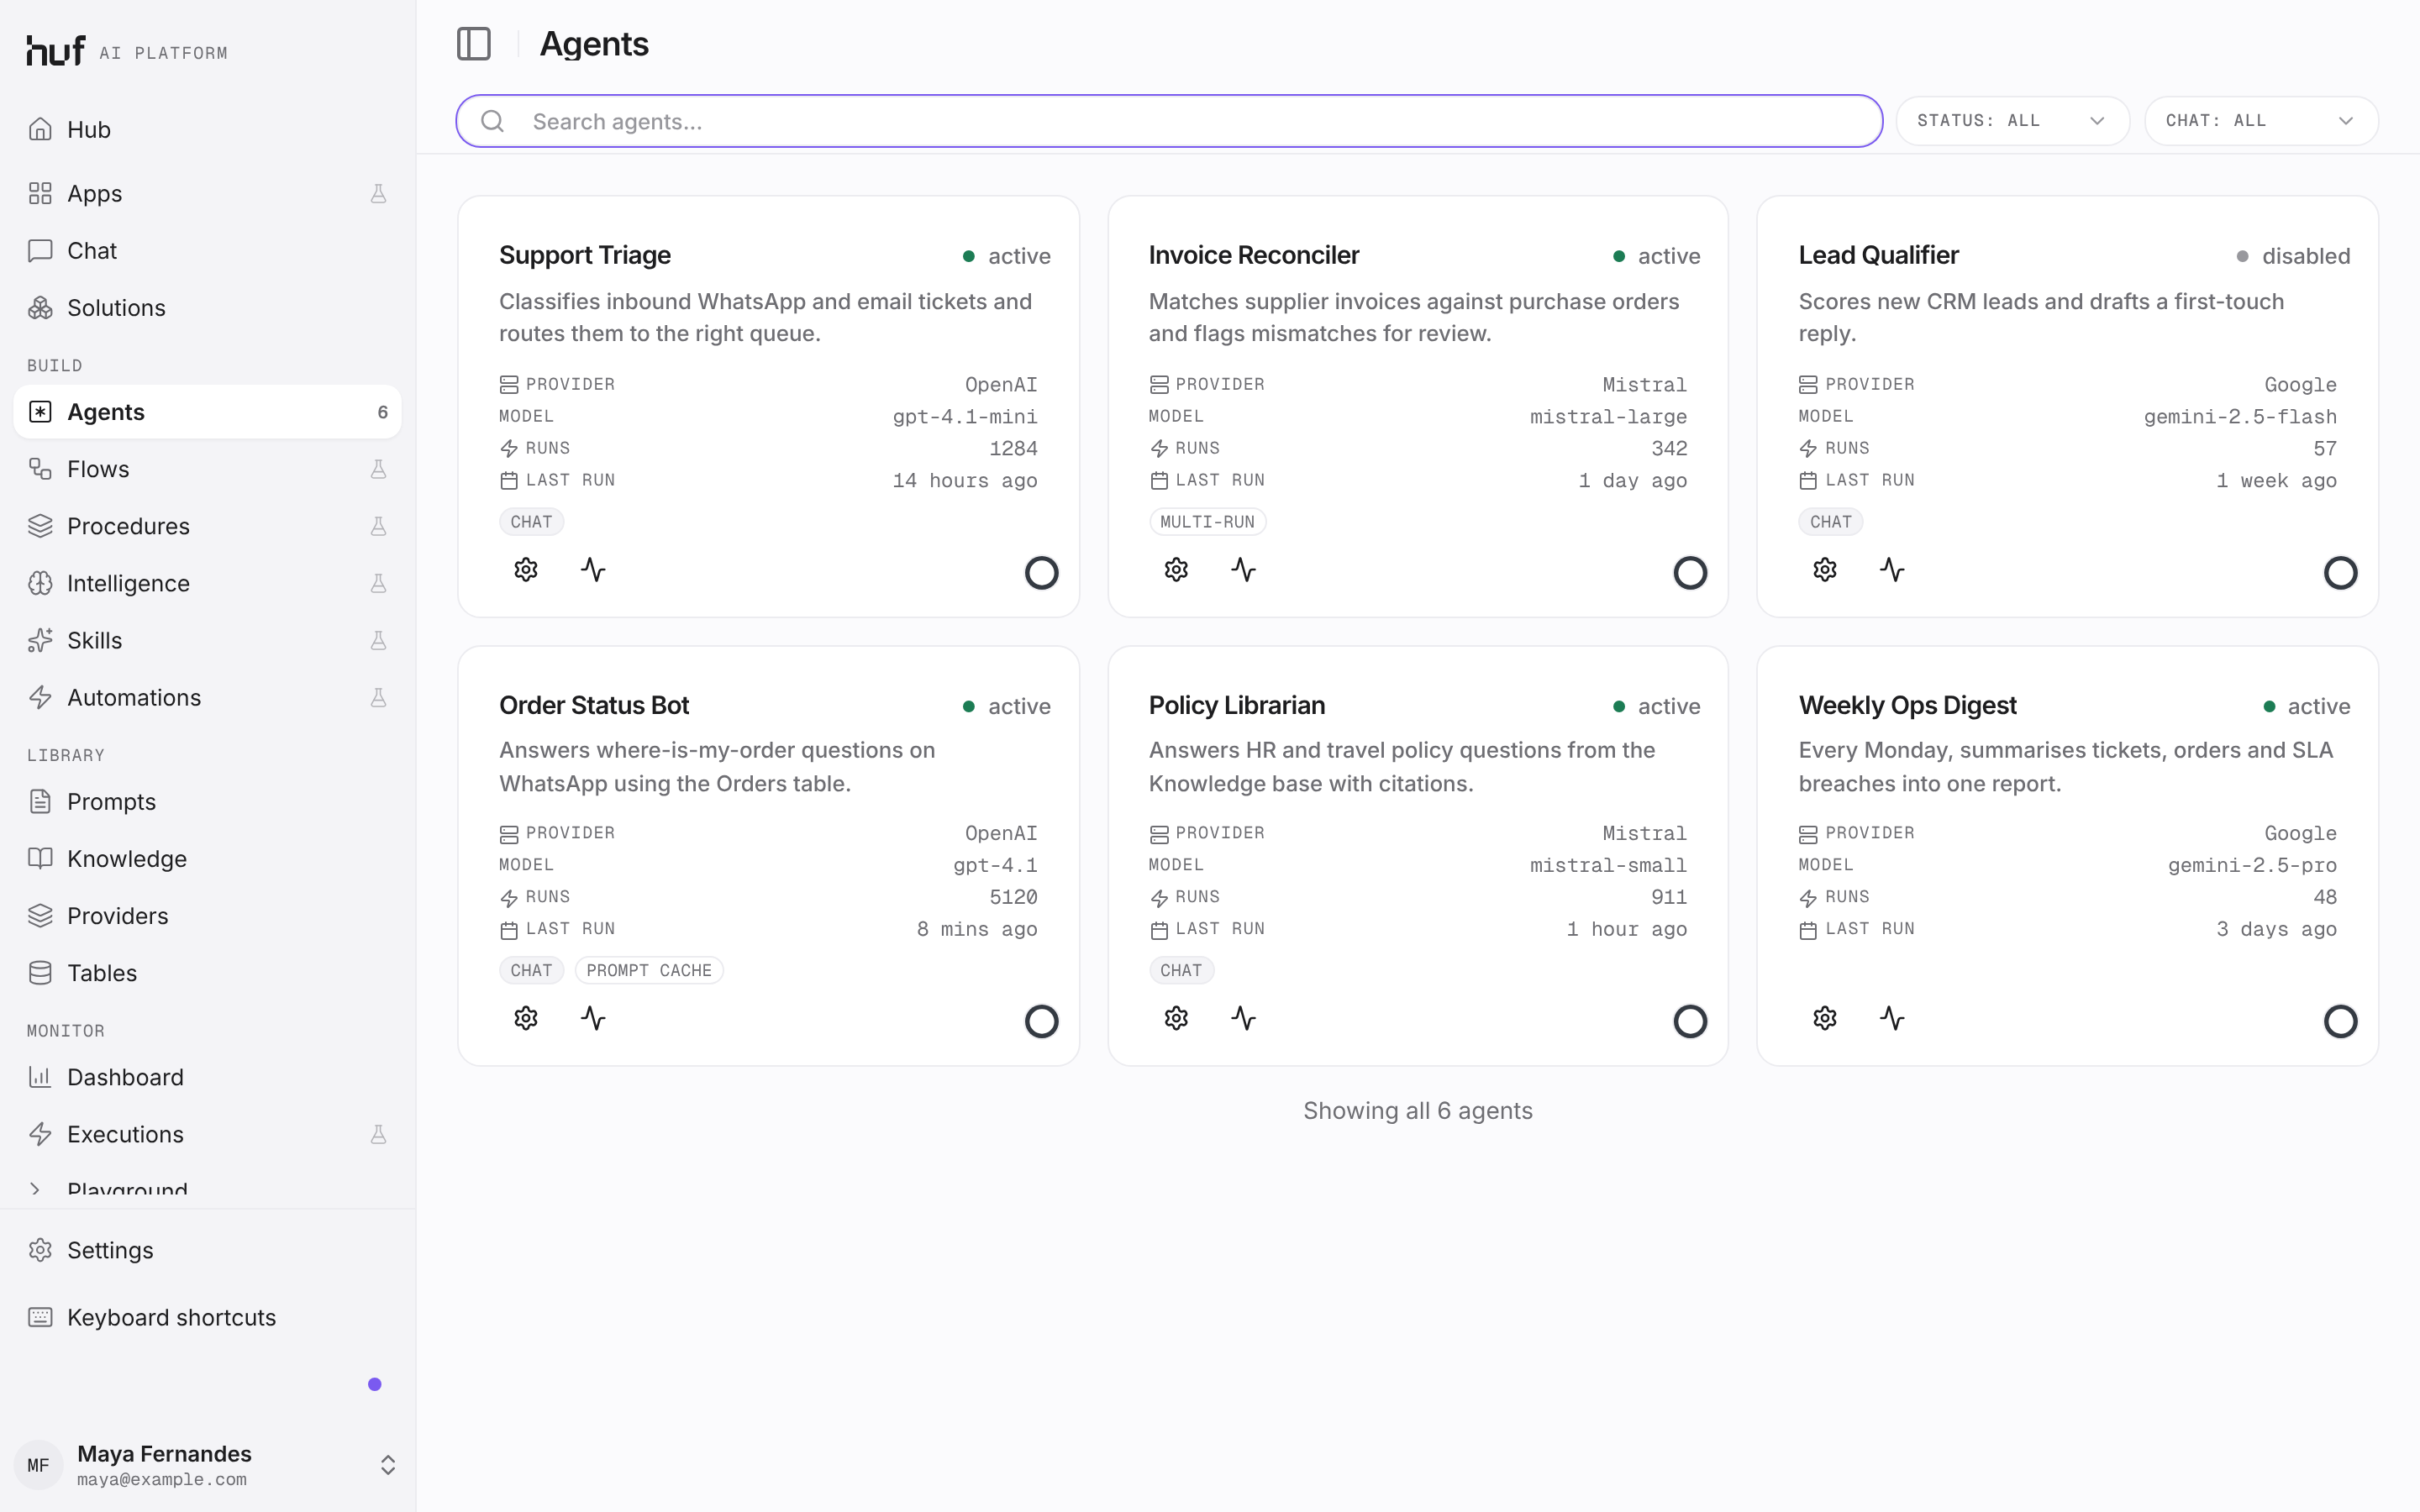 huf AI PLATFORM
Hub
Apps
Chat
Solutions
BUILD
Agents 6
Flows
Procedures
Intelligence
Skills
Automations
LIBRARY
Prompts
Knowledge
Providers
Tables
MONITOR
Dashboard
Executions
Playground
Settings
Keyboard shortcuts
MF
Maya Fernandes
maya@example.com
Agents
Search agents...
STATUS: ALL
CHAT: ALL
Support Triage active
Classifies inbound WhatsApp and email tickets and
routes them to the right queue.
PROVIDER OpenAI
MODEL gpt-4.1-mini
RUNS 1284
LAST RUN 14 hours ago
CHAT
Invoice Reconciler active
Matches supplier invoices against purchase orders
and flags mismatches for review.
PROVIDER Mistral
MODEL mistral-large
RUNS 342
LAST RUN 1 day ago
MULTI-RUN
Lead Qualifier disabled
Scores new CRM leads and drafts a first-touch
reply.
PROVIDER Google
MODEL gemini-2.5-flash
RUNS 57
LAST RUN 1 week ago
CHAT
Order Status Bot active
Answers where-is-my-order questions on
WhatsApp using the Orders table.
PROVIDER OpenAI
MODEL gpt-4.1
RUNS 5120
LAST RUN 8 mins ago
CHAT PROMPT CACHE
Policy Librarian active
Answers HR and travel policy questions from the
Knowledge base with citations.
PROVIDER Mistral
MODEL mistral-small
RUNS 911
LAST RUN 1 hour ago
CHAT
Weekly Ops Digest active
Every Monday, summarises tickets, orders and SLA
breaches into one report.
PROVIDER Google
MODEL gemini-2.5-pro
RUNS 48
LAST RUN 3 days ago
Showing all 6 agents